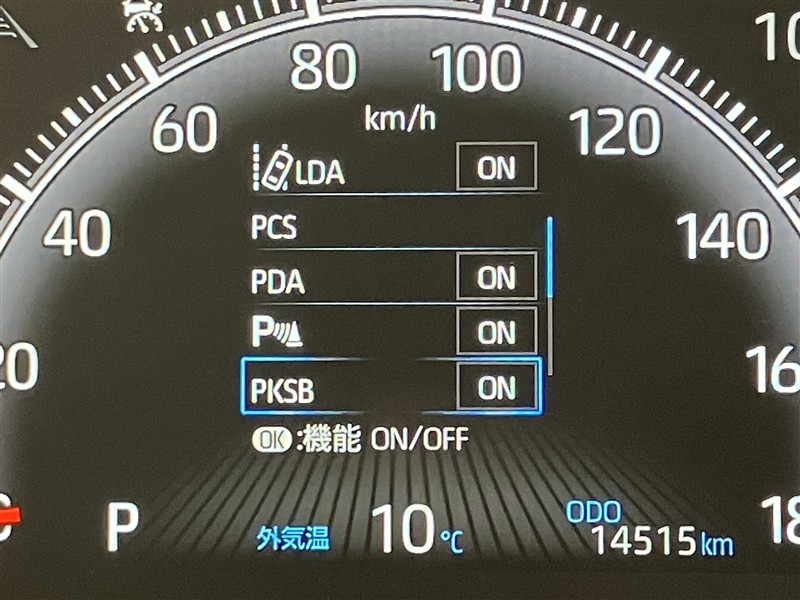 80 100
km/h
60 120
LDA ON
PCS
40 140
PDA ON
P ON
PKSB ON
OK:機能 ON/OFF
P 外気温 10℃ ODO 14515km